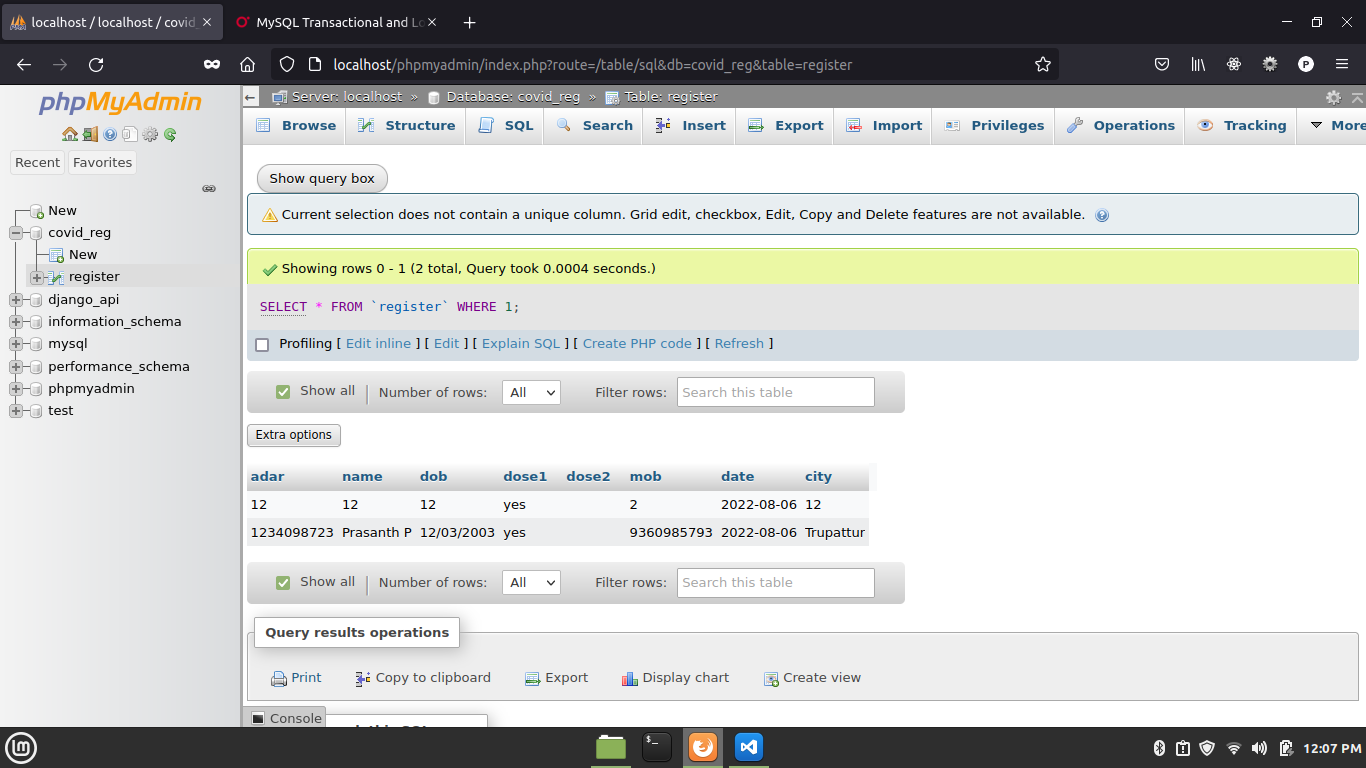 localhost / localhost / covid
MySQL Transactional and Lo
localhost/phpmyadmin/index.php?route=/table/sql&db=covid_reg&table=register
P
phpMyAdmin
Recent Favorites
New
covid_reg
New
register
django_api
information_schema
mysql
performance_schema
phpmyadmin
test
Server: localhost » Database: covid_reg » Table: register
Browse Structure SQL Search Insert Export Import Privileges Operations Tracking More
Show query box
Current selection does not contain a unique column. Grid edit, checkbox, Edit, Copy and Delete features are not available.
Showing rows 0 - 1 (2 total, Query took 0.0004 seconds.)
SELECT * FROM `register` WHERE 1;
Profiling [ Edit inline ] [ Edit ] [ Explain SQL ] [ Create PHP code ] [ Refresh ]
Show all Number of rows: All Filter rows: Search this table
Extra options
adar name dob dose1 dose2 mob date city
12 12 12 yes 2 2022-08-06 12
1234098723 Prasanth P 12/03/2003 yes 9360985793 2022-08-06 Trupattur
Show all Number of rows: All Filter rows: Search this table
Query results operations
Print Copy to clipboard Export Display chart Create view
Console
12:07 PM